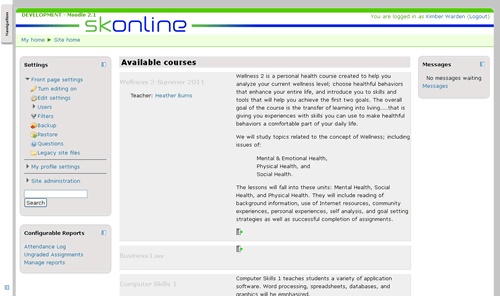 DEVELOPMENT - Moodle 2.1
You are logged in as Kimber Warden (Logout)
skonline
Navigation
My home ► Site home
Settings
Front page settings
Turn editing on
Edit settings
Users
Filters
Backup
Restore
Questions
Legacy site files
My profile settings
Site administration
Search
Configurable Reports
Attendance Log
Ungraded Assignments
Manage reports
Available courses
Wellness 2-Summer 2011
Teacher: Heather Burns
Wellness 2 is a personal health course created to help you
analyze your current wellness level; choose healthful behaviors
that enhance your entire life, and introduce you to skills and
tools that will help you achieve the first two goals. The overall
goal of the course is the transfer of learning into living.....that is
giving you experiences with skills you can use to make healthful
behaviors a comfortable part of your daily life.
We will study topics related to the concept of Wellness; including
issues of:
Mental & Emotional Health,
Physical Health, and
Social Health.
The lessons will fall into these units: Mental Health, Social
Health, and Physical Health. They will include reading of
background information, use of Internet resources, community
experiences, personal experiences, self analysis, and goal setting
strategies as well as successful completion of assignments.
Business Law
Computer Skills 1
Computer Skills 1 teaches students a variety of application
software. Word processing, spreadsheets, databases, and
graphics will be emphasized.
Messages
No messages waiting
Messages